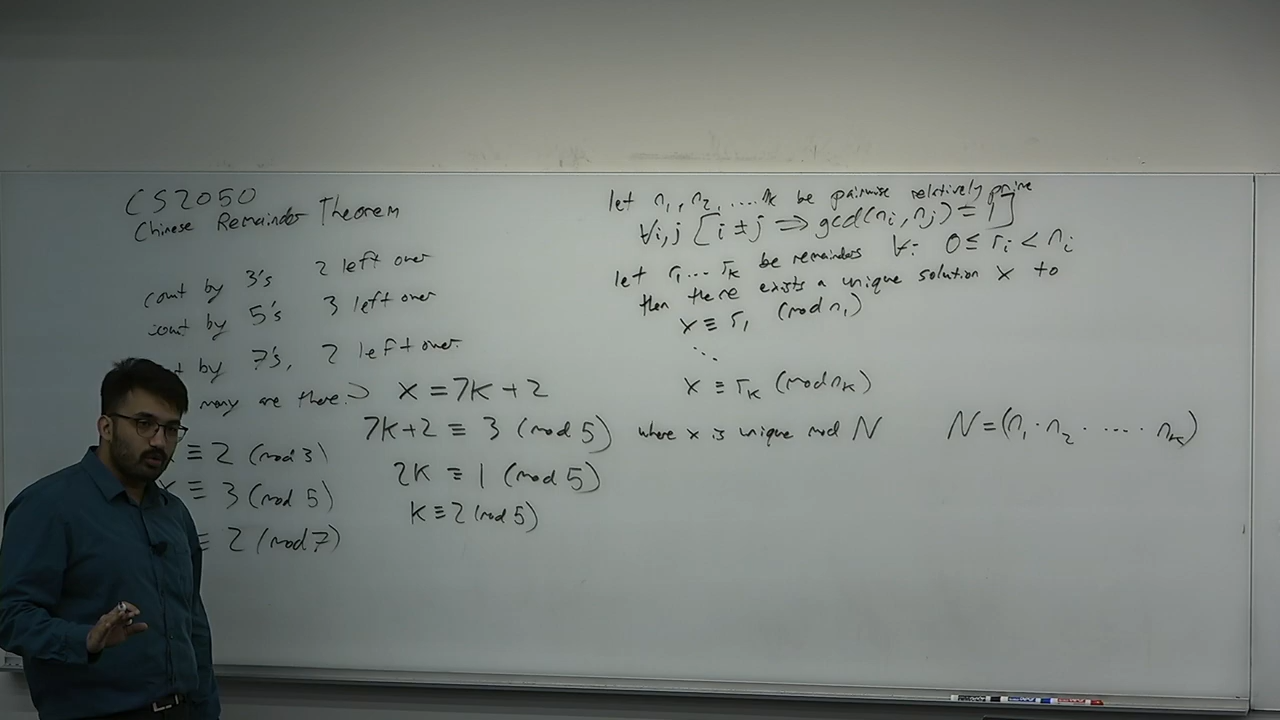 CS2050
Chinese Remainder Theorem
count by 3's 2 left over
count by 5's 3 left over
by 7's, 2 left over
many are there?
≡ 2 (mod 3)
≡ 3 (mod 5)
≡ 2 (mod 7)
x = 7k + 2
7k+2 ≡ 3 (mod 5)
2k ≡ 1 (mod 5)
k ≡ 2 (mod 5)
let n₁, n₂, .... nₖ be pairwise relatively prime
∀i,j [i ≠ j ⇒ gcd(nᵢ, nⱼ) = 1]
let r₁ ... rₖ be remainders ∀i 0 ≤ rᵢ < nᵢ
then there exists a unique solution x to
x ≡ r₁ (mod n₁)
...
x ≡ rₖ (mod nₖ)
where x is unique mod N N = (n₁ · n₂ · .... · nₖ)